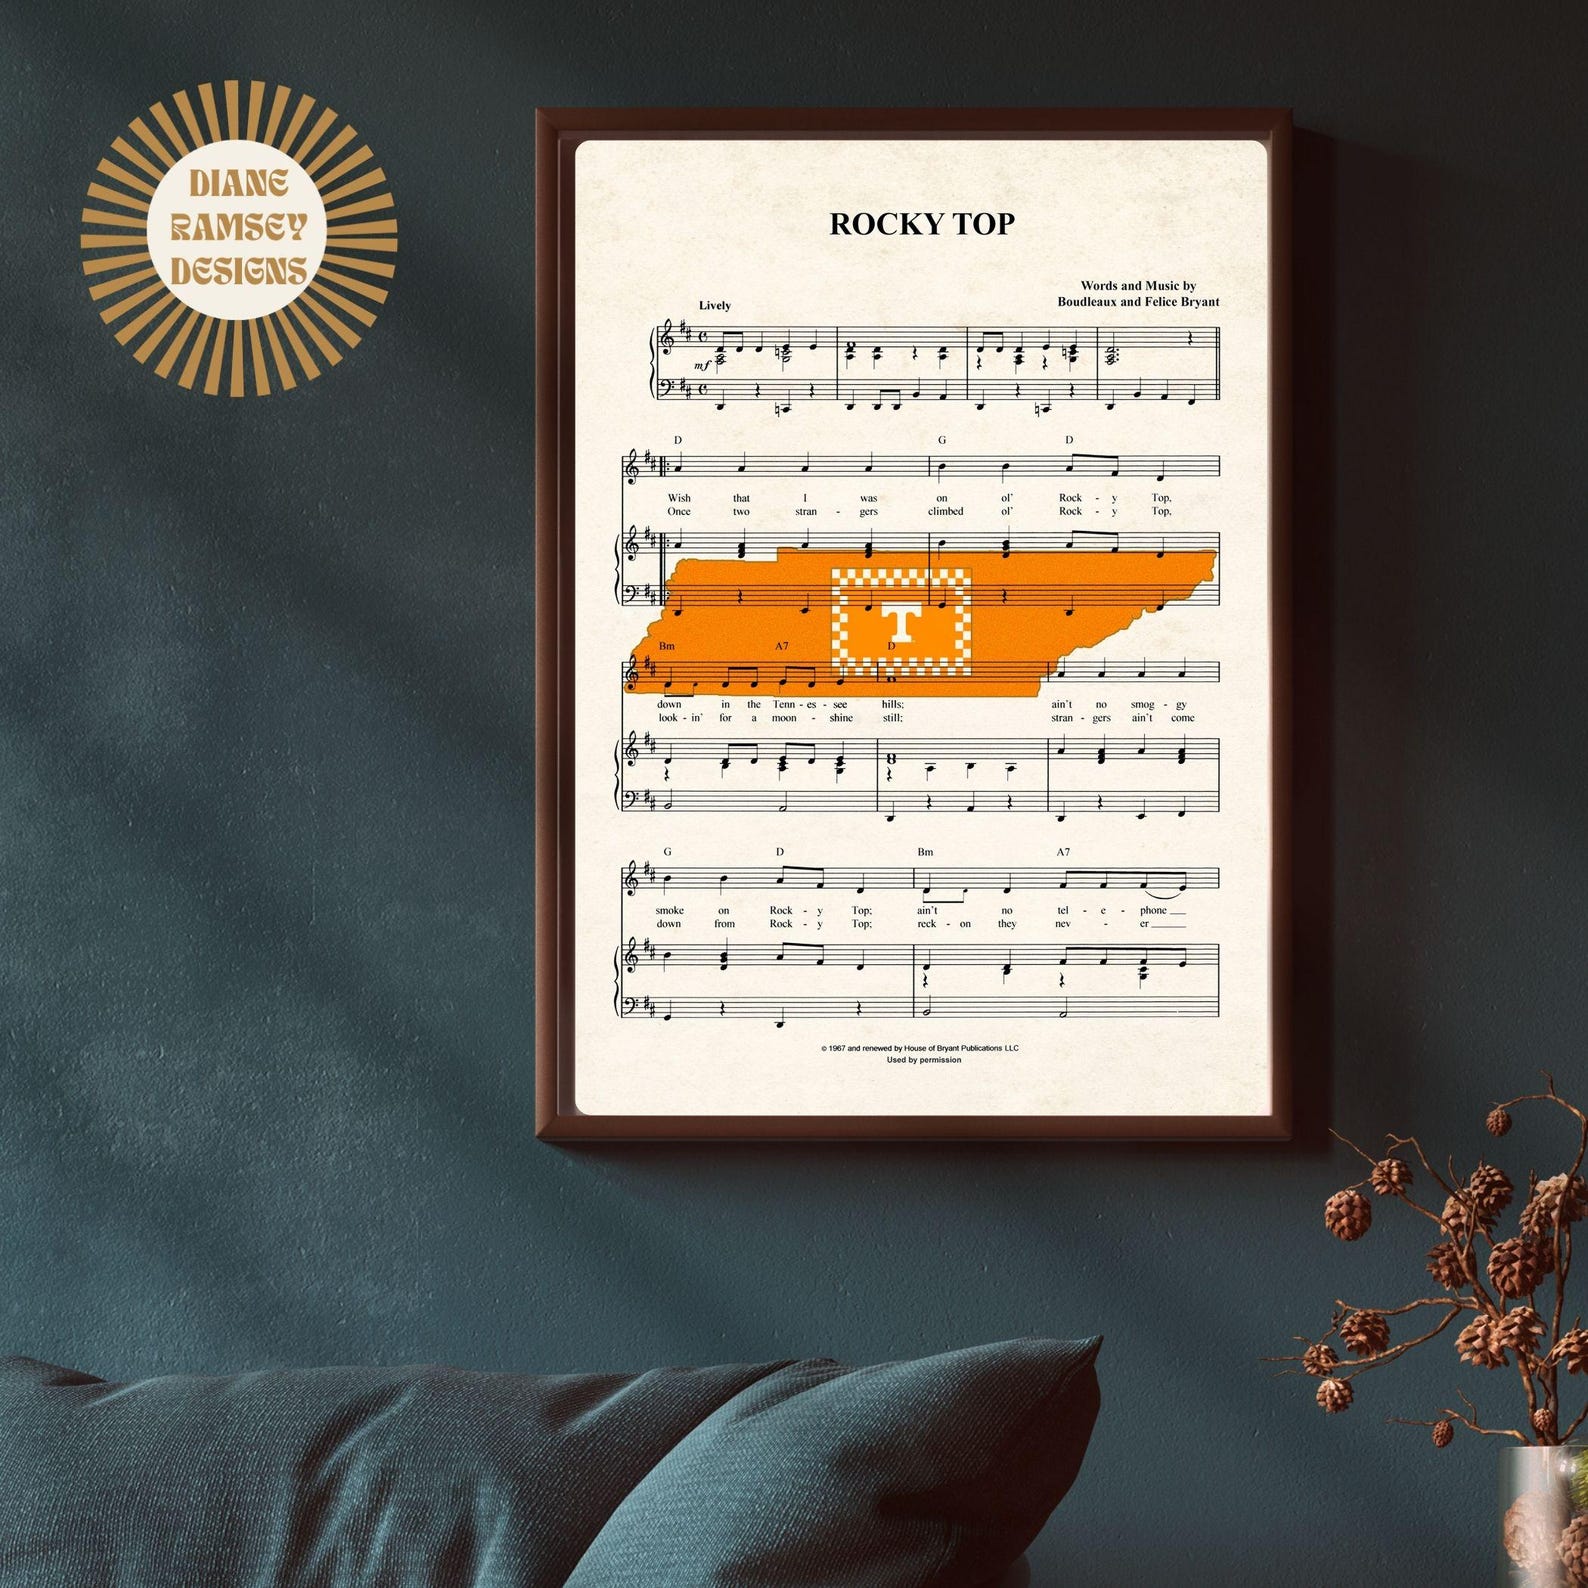 DIANE
RAMSEY
DESIGNS
ROCKY TOP
Words and Music by
Boudleaux and Felice Bryant
Lively
mf
D G D
Wish that I was on ol' Rock - y Top,
Once two stran - gers climbed ol' Rock - y Top,
T
Bm A7 D
down in the Tenn - es - see hills; ain't no smog - gy
look - in' for a moon - shine still; stran - gers ain't come
G D Bm A7
smoke on Rock - y Top; ain't no tel - e - phone
down from Rock - y Top; reck - on they nev - er
© 1967 and renewed by House of Bryant Publications LLC
Used by permission